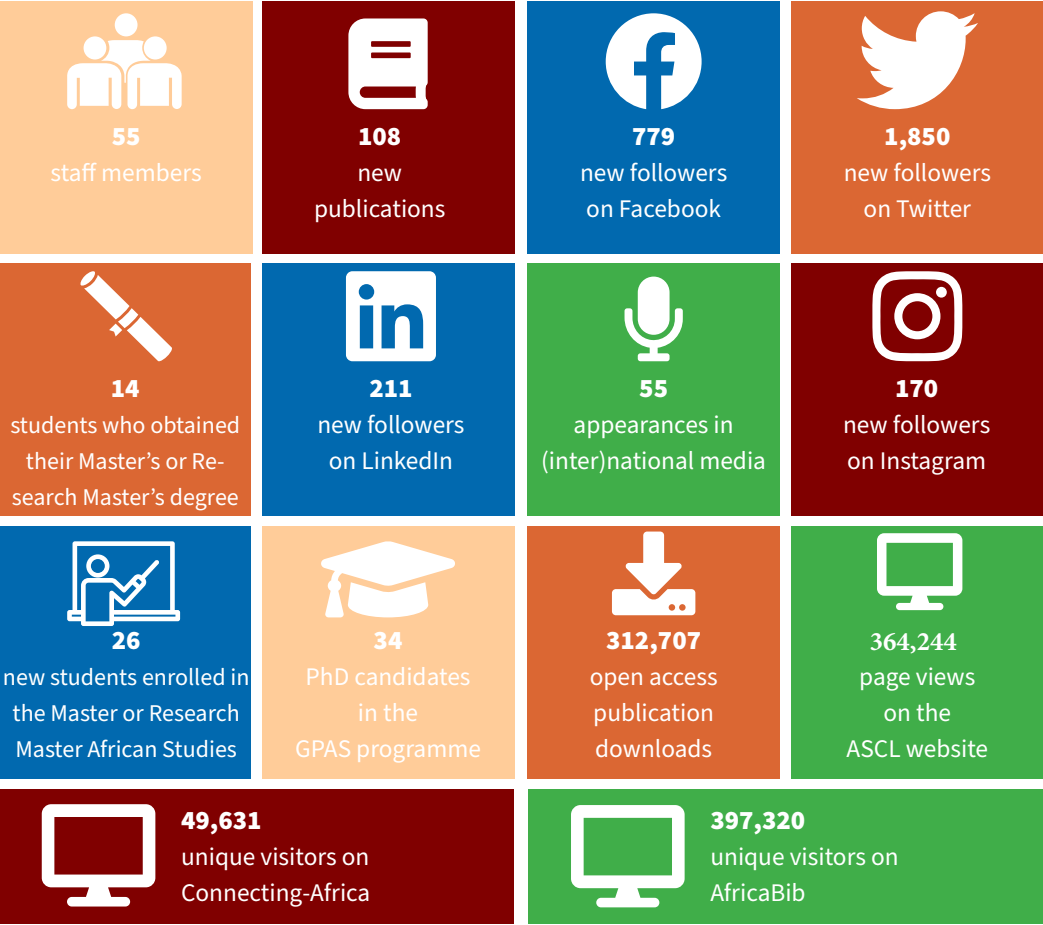 55
staff members
108
new
publications
779
new followers
on Facebook
1,850
new followers
on Twitter
14
students who obtained
their Master’s or Re-
search Master’s degree
in
211
new followers
on LinkedIn
55
appearances in
(inter)national media
170
new followers
on Instagram
26
new students enrolled in
the Master or Research
Master African Studies
34
PhD candidates
in the
GPAS programme
312,707
open access
publication
downloads
364,244
page views
on the
ASCL website
49,631
unique visitors on
Connecting-Africa
397,320
unique visitors on
AfricaBib